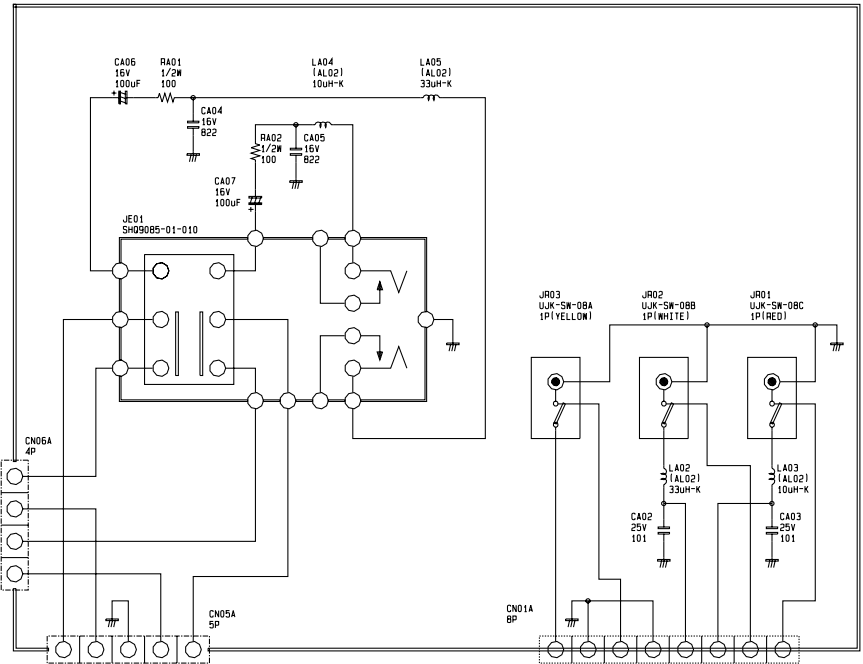 CA06
16V
100uF
+
RA01
1/2W
100
LA04
(AL02)
10uH-K
LA05
(AL02)
33uH-K
CA04
16V
822
RA02
1/2W
100
CA05
16V
822
CA07
16V
100uF
+
JE01
SHQ9085-01-010
JA03
UJK-SW-08A
1P(YELLOW)
JA02
UJK-SW-08B
1P(WHITE)
JA01
UJK-SW-08C
1P(RED)
CN06A
4P
LA02
(AL02)
33uH-K
LA03
(AL02)
10uH-K
CA02
25V
101
CA03
25V
101
CN05A
5P
CN01A
8P